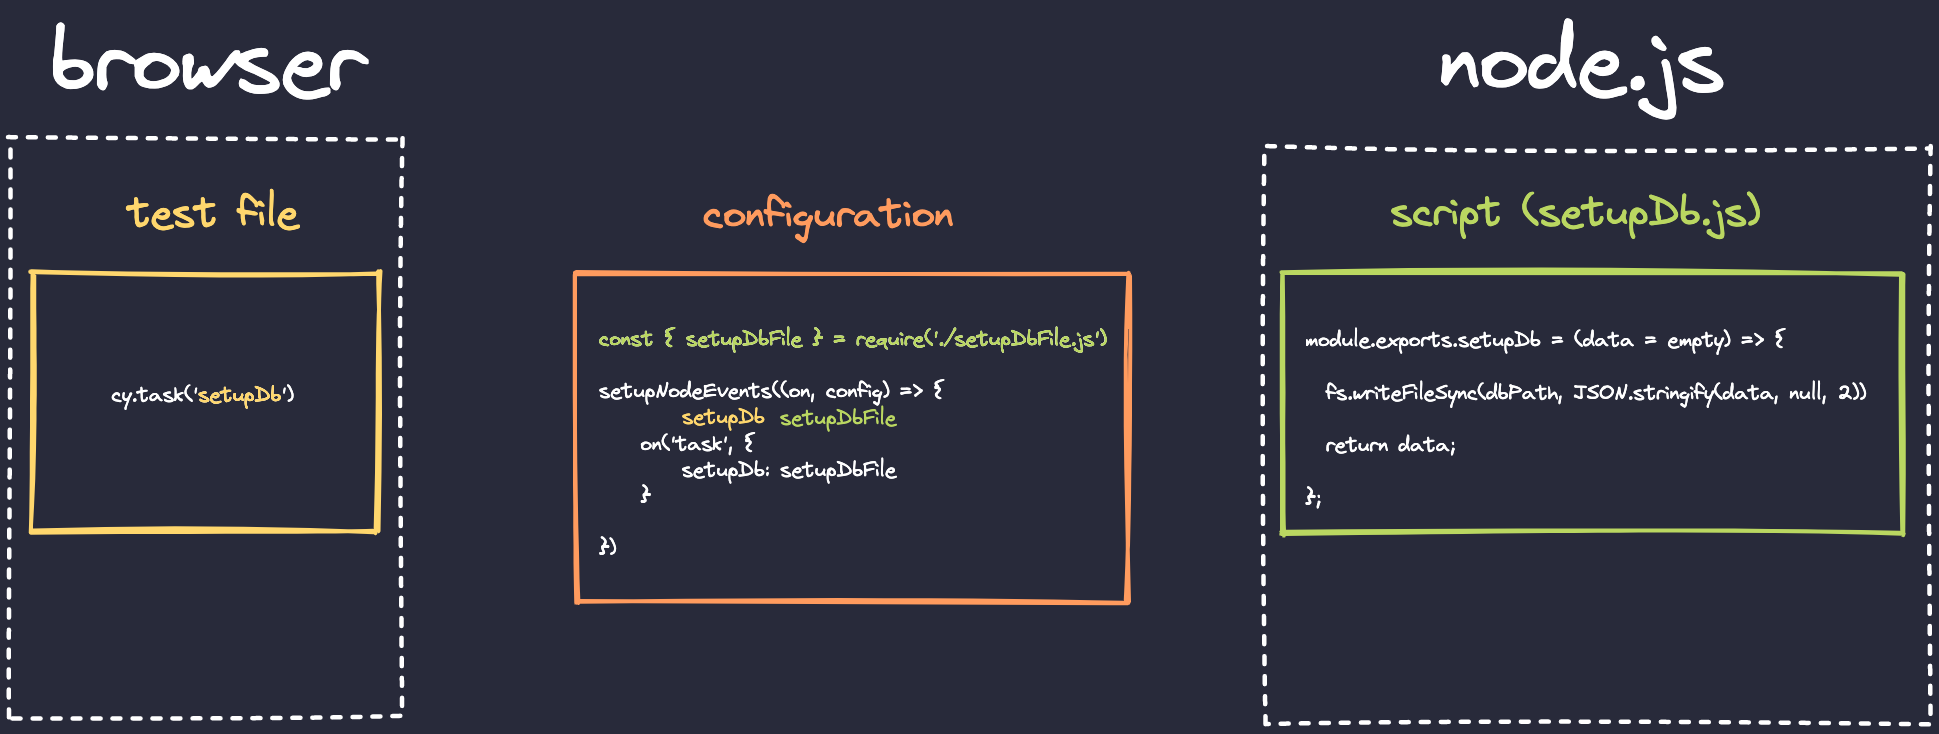 browser
node.js
test file
configuration
script (setupDb.js)
cy.task('setupDb')
const { setupDbFile } = require('./setupDbFile.js')
setupNodeEvents((on, config) => {
setupDb setupDbFile
on('task', {
setupDb: setupDbFile
}
})
module.exports.setupDb = (data = empty) => {
fs.writeFileSync(dbPath, JSON.stringify(data, null, 2))
return data;
};